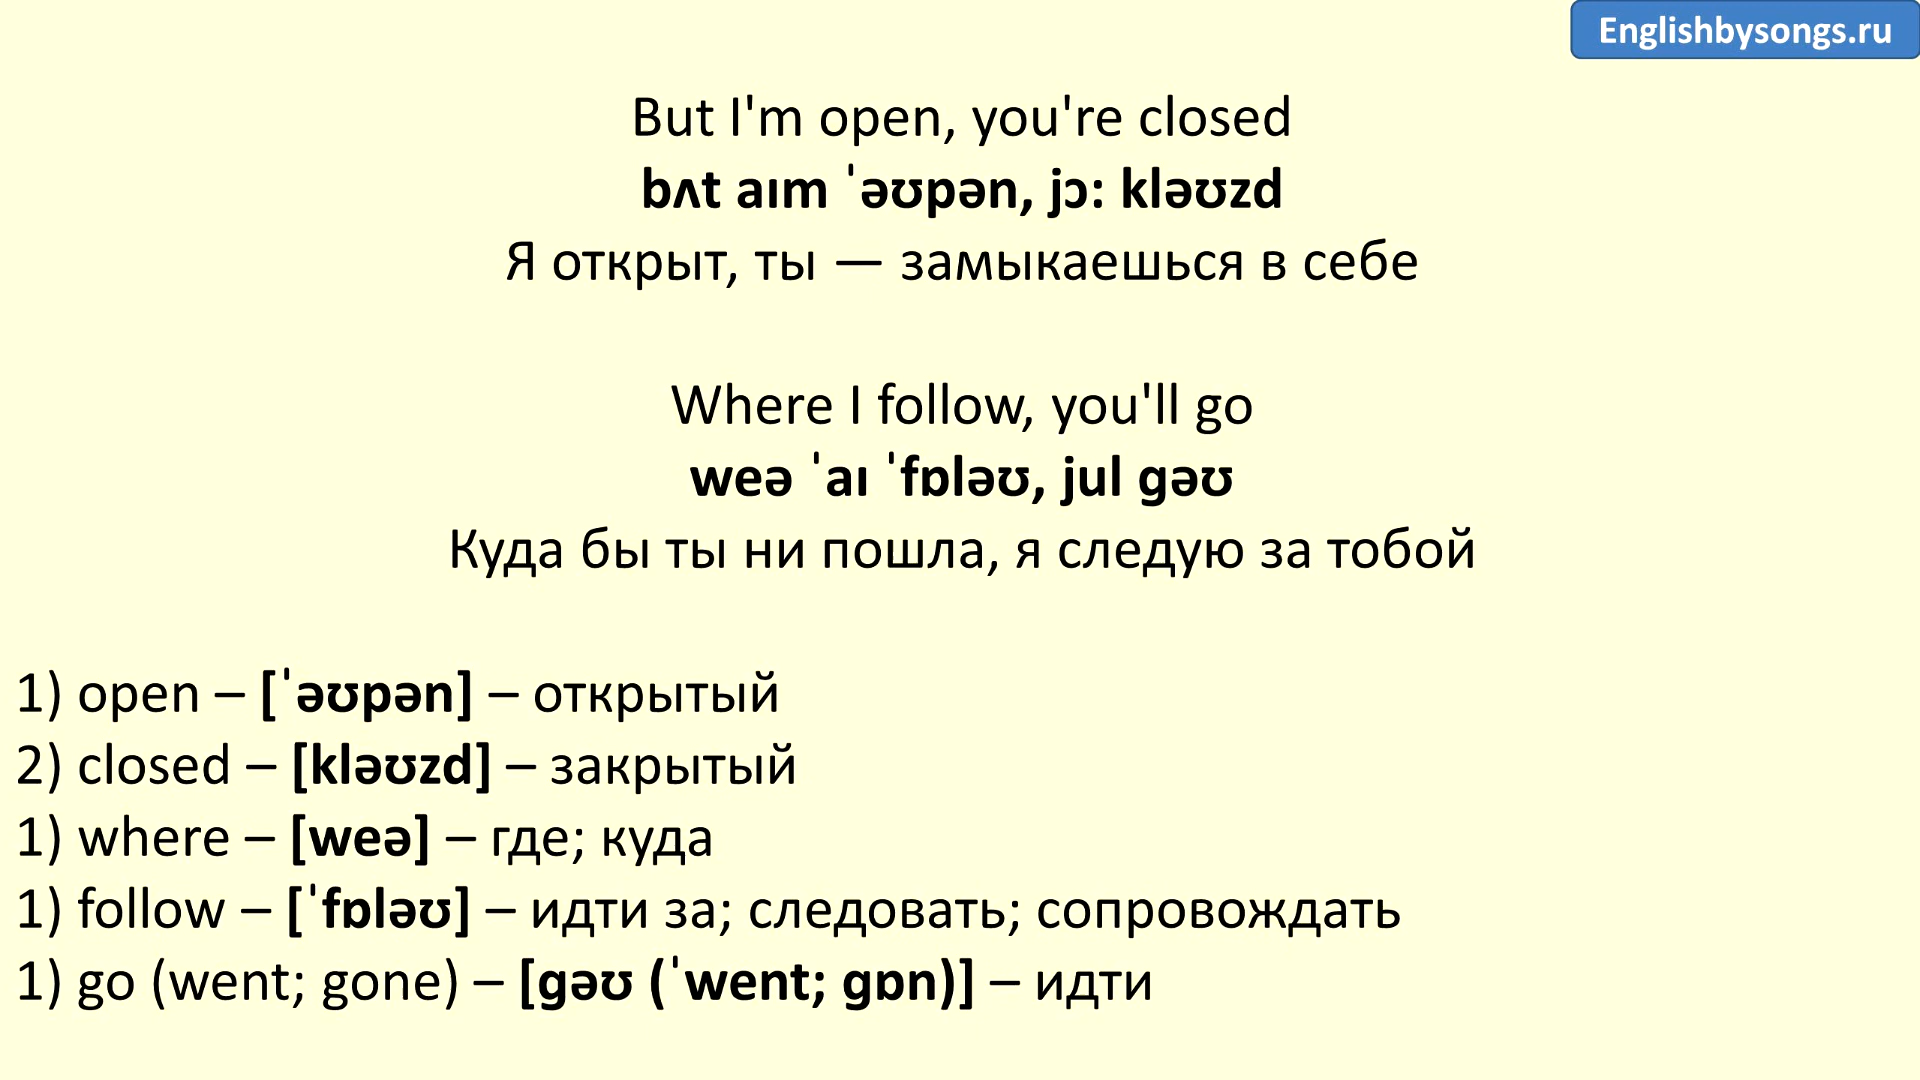 Englishbysongs.ru
But I'm open, you're closed
bʌt aɪm ˈəʊpən, jɔ: kləʊzd
Я открыт, ты — замыкаешься в себе
Where I follow, you'll go
weə ˈaɪ ˈfɒləʊ, jul gəʊ
Куда бы ты ни пошла, я следую за тобой
1) open – [ˈəʊpən] – открытый
2) closed – [kləʊzd] – закрытый
1) where – [weə] – где; куда
1) follow – [ˈfɒləʊ] – идти за; следовать; сопровождать
1) go (went; gone) – [gəʊ (ˈwent; gɒn)] – идти